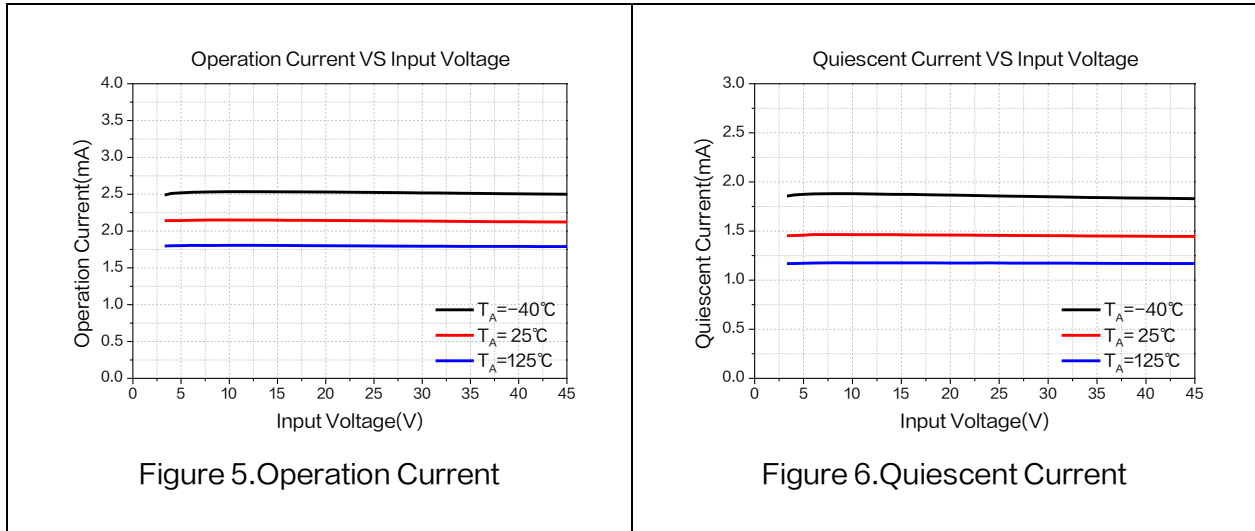 Operation Current VS Input Voltage
4.0
3.5
3.0
2.5
2.0
1.5
1.0
0.5
0.0
Operation Current(mA)
T_A=−40℃
T_A= 25℃
T_A=125℃
0 5 10 15 20 25 30 35 40 45
Input Voltage(V)
Figure 5.Operation Current
Quiescent Current VS Input Voltage
3.0
2.5
2.0
1.5
1.0
0.5
0.0
Quiescent Current(mA)
T_A=−40℃
T_A= 25℃
T_A=125℃
0 5 10 15 20 25 30 35 40 45
Input Voltage(V)
Figure 6.Quiescent Current